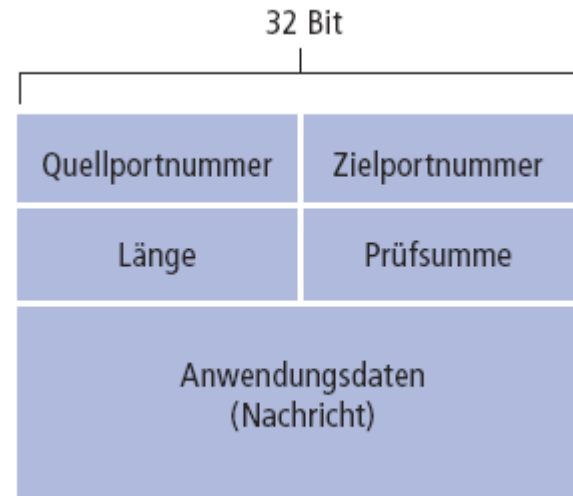 32 Bit
Quellportnummer Zielportnummer
Länge Prüfsumme
Anwendungsdaten
(Nachricht)